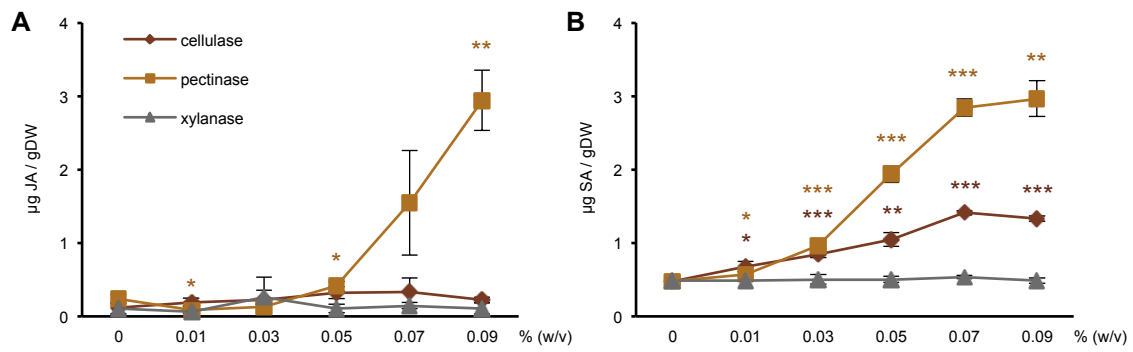 A
µg JA / gDW
4
3
2
1
0
cellulase
pectinase
xylanase
*
*
**
0 0.01 0.03 0.05 0.07 0.09 % (w/v)
B
µg SA / gDW
4
3
2
1
0
*
*
***
***
***
**
***
***
**
***
0 0.01 0.03 0.05 0.07 0.09 % (w/v)